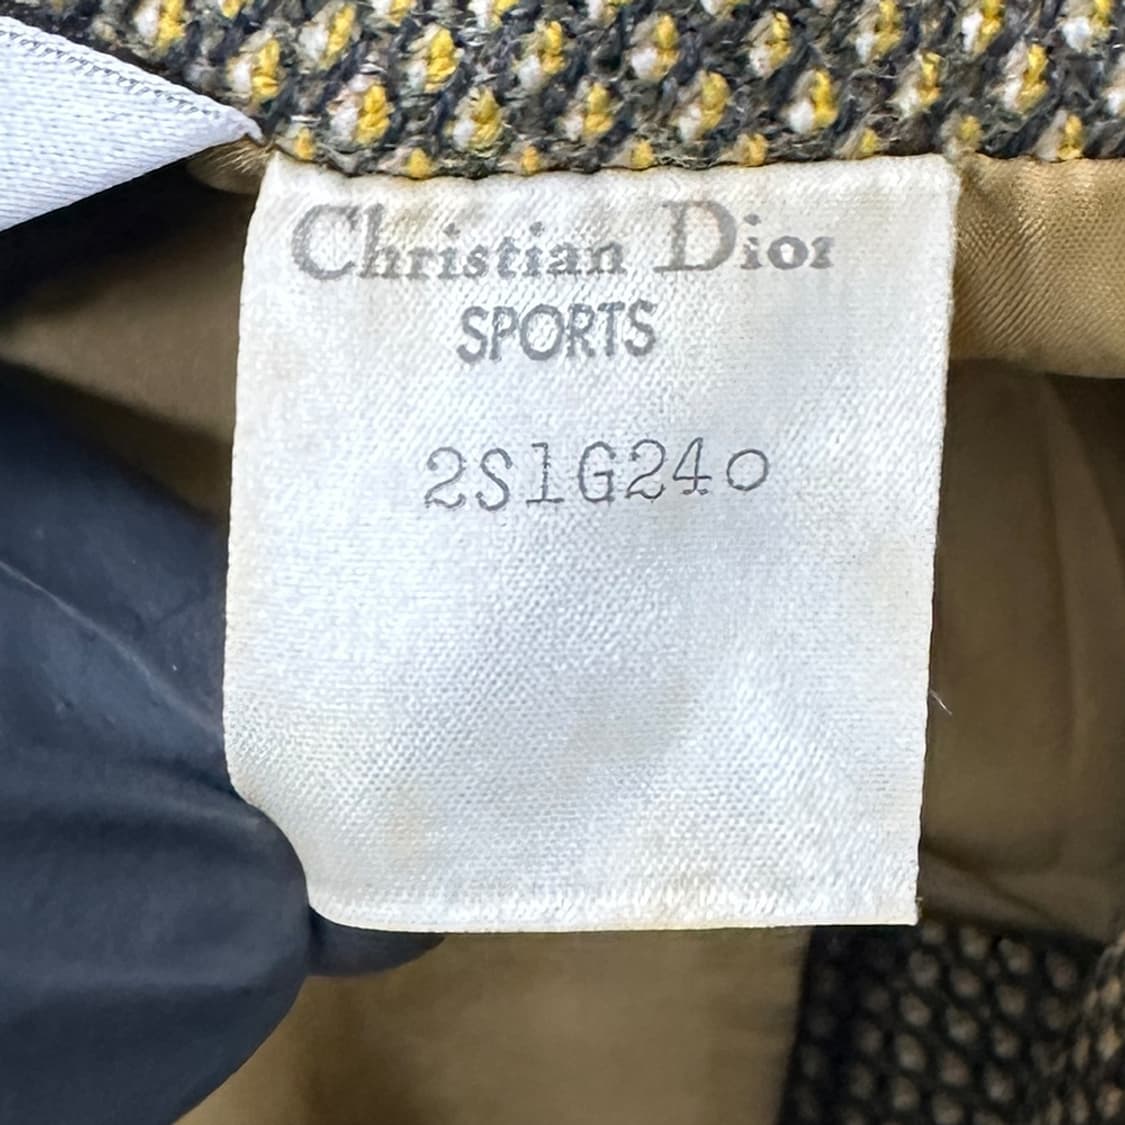 Christian Dior
SPORTS
2S1G240